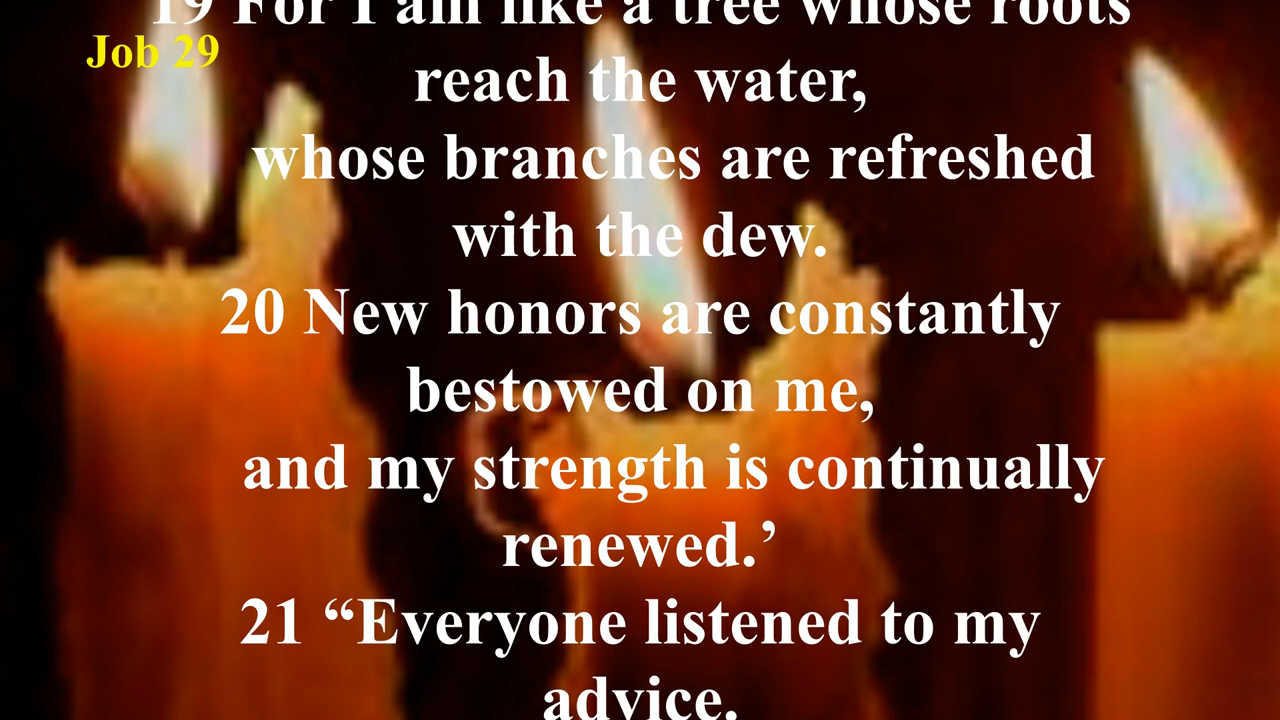 19 For I am like a tree whose roots
Job 29
reach the water,
whose branches are refreshed
with the dew.
20 New honors are constantly
bestowed on me,
and my strength is continually
renewed.’
21 “Everyone listened to my
advice.